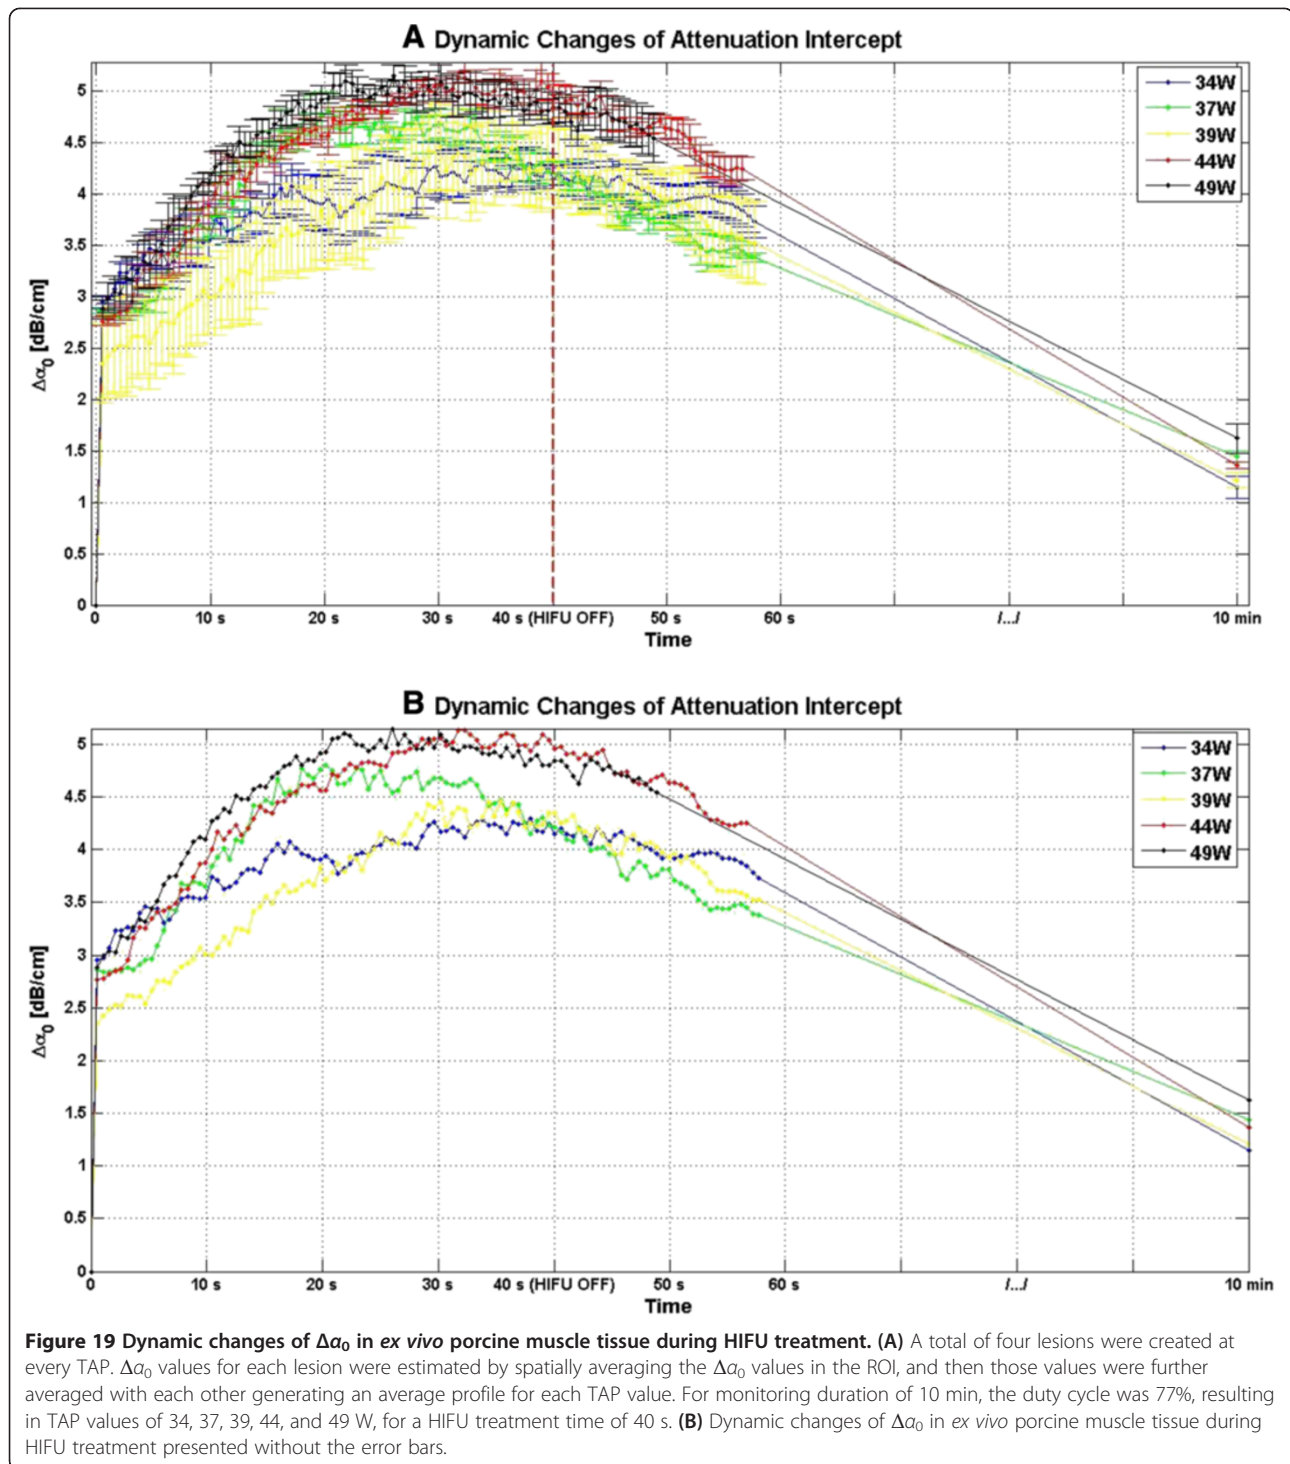 A Dynamic Changes of Attenuation Intercept
5
4.5
4
3.5
3
2.5
2
1.5
1
0.5
0
Δα0 [dB/cm]
34W
37W
39W
44W
49W
0 10 s 20 s 30 s 40 s (HIFU OFF) 50 s 60 s /.../ 10 min
Time
B Dynamic Changes of Attenuation Intercept
5
4.5
4
3.5
3
2.5
2
1.5
1
0.5
0
Δα0 [dB/cm]
34W
37W
39W
44W
49W
0 10 s 20 s 30 s 40 s (HIFU OFF) 50 s 60 s /.../ 10 min
Time
Figure 19 Dynamic changes of Δα0 in ex vivo porcine muscle tissue during HIFU treatment. (A) A total of four lesions were created at
every TAP. Δα0 values for each lesion were estimated by spatially averaging the Δα0 values in the ROI, and then those values were further
averaged with each other generating an average profile for each TAP value. For monitoring duration of 10 min, the duty cycle was 77%, resulting
in TAP values of 34, 37, 39, 44, and 49 W, for a HIFU treatment time of 40 s. (B) Dynamic changes of Δα0 in ex vivo porcine muscle tissue during
HIFU treatment presented without the error bars.